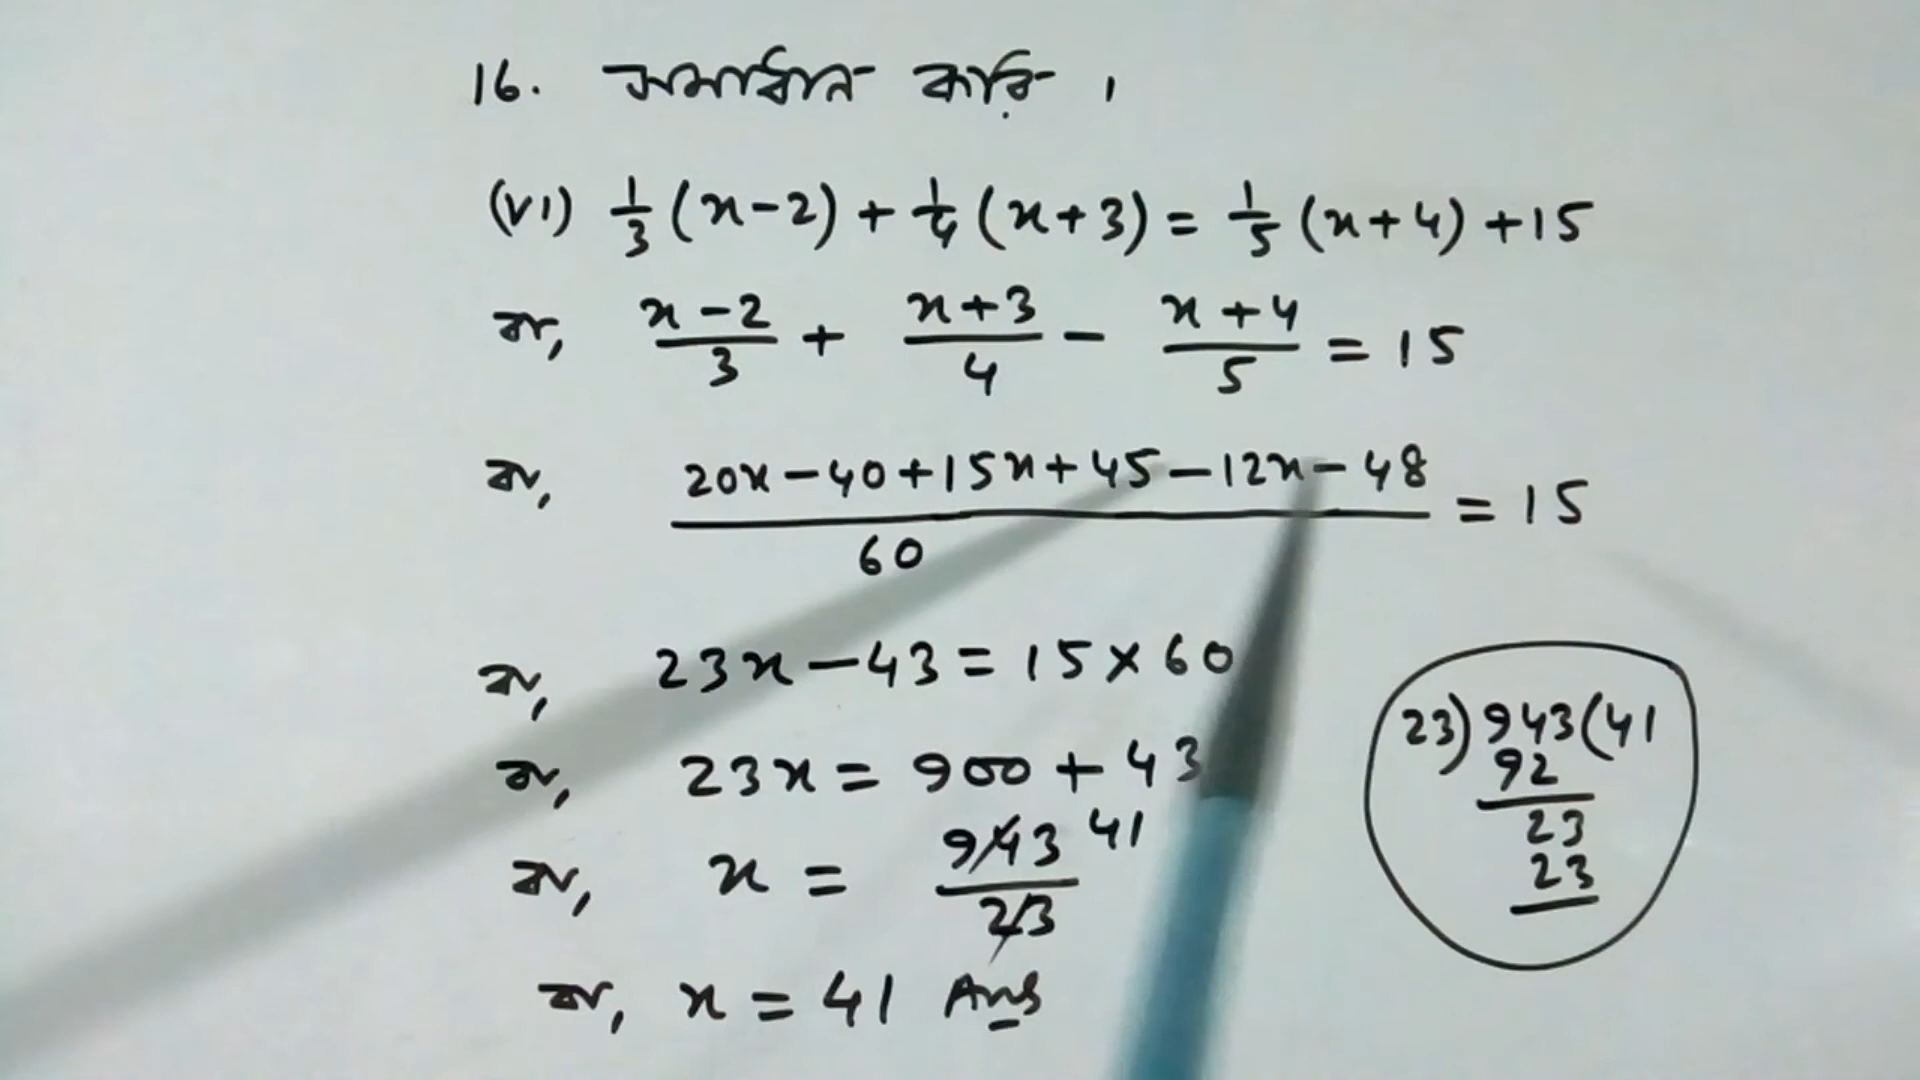 16. সমাধান করি ।
(vi) 1/3 (x-2) + 1/4 (x+3) = 1/5 (x+4) +15
বা, x-2/3 + x+3/4 - x+4/5 = 15
বা, 20x-40+15x+45-12x-48/60 = 15
বা, 23x-43 = 15×60
বা, 23x = 900 + 43
বা, x = 943/23 41
বা, x = 41 Ans
23) 943 (41
92
23
23